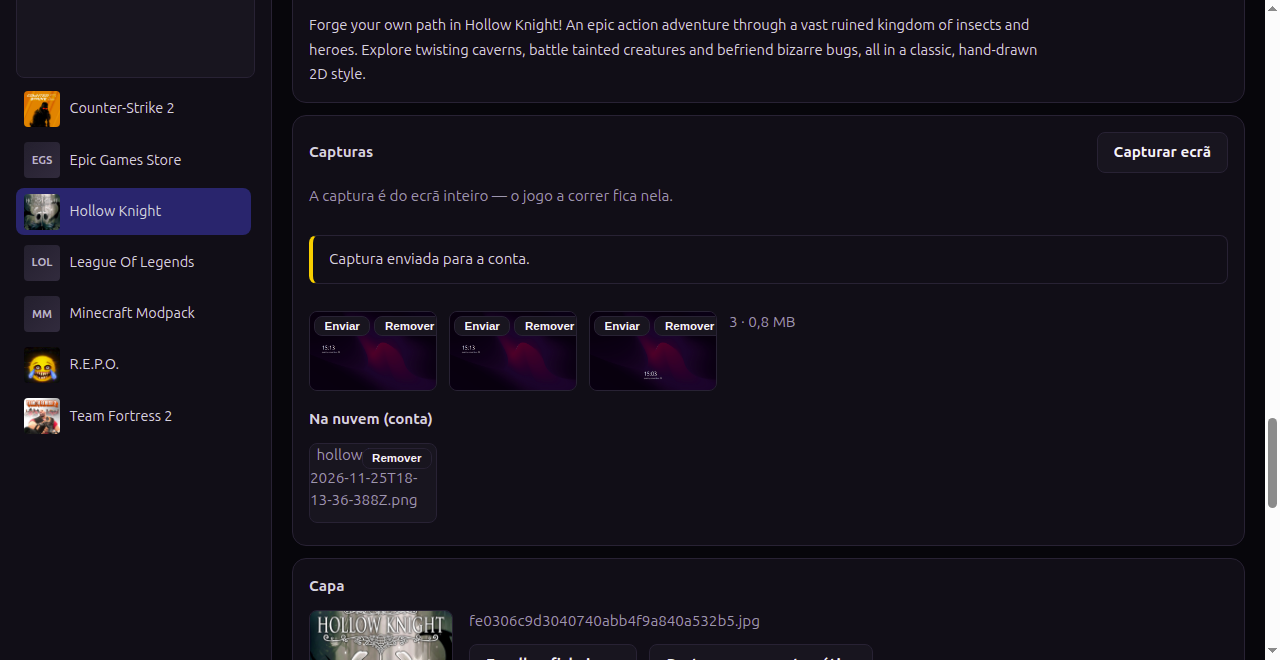 Forge your own path in Hollow Knight! An epic action adventure through a vast ruined kingdom of insects and
heroes. Explore twisting caverns, battle tainted creatures and befriend bizarre bugs, all in a classic, hand-drawn
2D style.
Counter-Strike 2
EGS Epic Games Store
Hollow Knight
LOL League Of Legends
MM Minecraft Modpack
R.E.P.O.
Team Fortress 2
Capturas
Capturar ecrã
A captura é do ecrã inteiro — o jogo a correr fica nela.
Captura enviada para a conta.
Enviar Remover Enviar Remover Enviar Remover 3 · 0,8 MB
15:13 15:13 15:03
Na nuvem (conta)
hollow Remover
2026-11-25T18-
13-36-388Z.png
Capa
HOLLOW KNIGHT
fe0306c9d3040740abb4f9a840a532b5.jpg